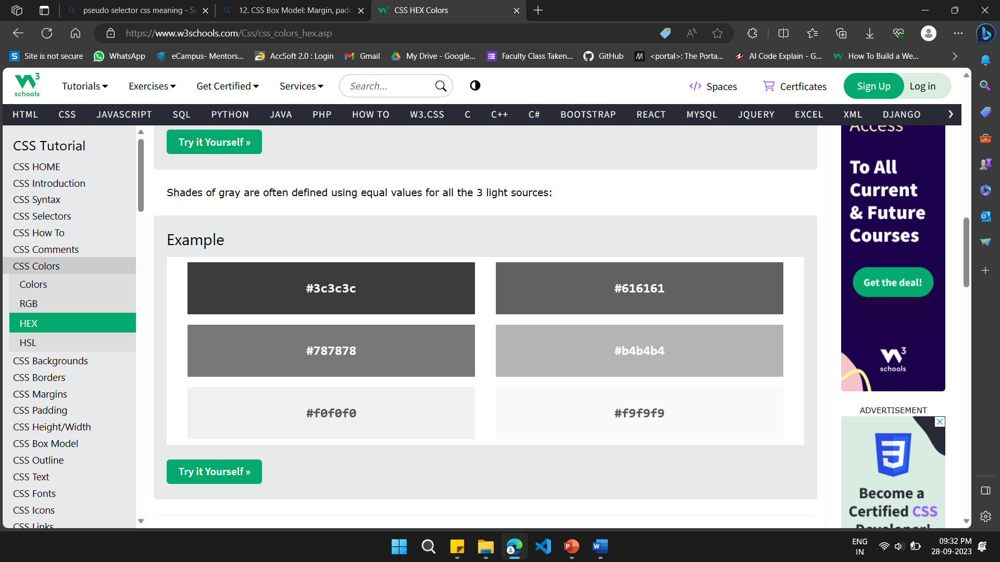 pseudo selector css meaning - Se
12. CSS Box Model: Margin, padd
CSS HEX Colors
https://www.w3schools.com/Css/css_colors_hex.asp
Site is not secure
WhatsApp
eCampus- Mentors...
AccSoft 2.0 : Login
Gmail
My Drive - Google...
Faculty Class Taken...
GitHub
<portal>: The Porta...
AI Code Explain - G...
How To Build a We...
schools
Tutorials
Exercises
Get Certified
Services
Search...
Spaces
Certficates
Sign Up
Log in
HTML CSS JAVASCRIPT SQL PYTHON JAVA PHP HOW TO W3.CSS C C++ C# BOOTSTRAP REACT MYSQL JQUERY EXCEL XML DJANGO
CSS Tutorial
CSS HOME
CSS Introduction
CSS Syntax
CSS Selectors
CSS How To
CSS Comments
CSS Colors
Colors
RGB
HEX
HSL
CSS Backgrounds
CSS Borders
CSS Margins
CSS Padding
CSS Height/Width
CSS Box Model
CSS Outline
CSS Text
CSS Fonts
CSS Icons
CSS Links
Try it Yourself »
Shades of gray are often defined using equal values for all the 3 light sources:
Example
#3c3c3c
#616161
#787878
#b4b4b4
#f0f0f0
#f9f9f9
Try it Yourself »
Access
To All
Current
& Future
Courses
Get the deal!
schools
ADVERTISEMENT
Become a
Certified CSS
Developer!
ENG
IN
09:32 PM
28-09-2023